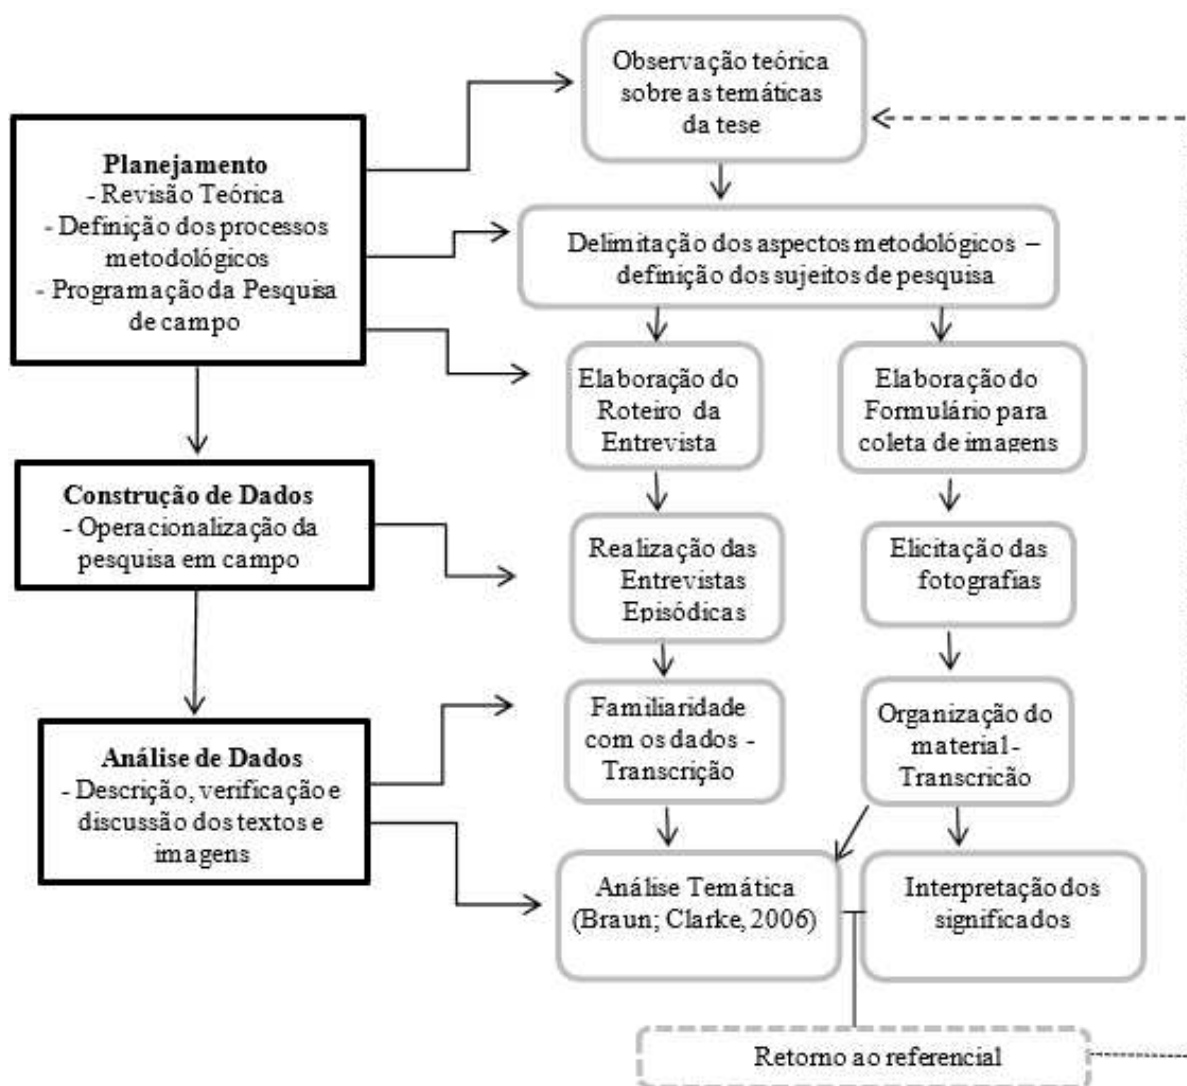 Observação teórica
sobre as temáticas
da tese
Planejamento
- Revisão Teórica
- Definição dos processos
metodológicos
- Programação da Pesquisa
de campo
Delimitação dos aspectos metodológicos –
definição dos sujeitos de pesquisa
Elaboração do
Roteiro da
Entrevista
Elaboração do
Formulário para
coleta de imagens
Construção de Dados
- Operacionalização da
pesquisa em campo
Realização das
Entrevistas
Episódicas
Elicitação das
fotografias
Análise de Dados
- Descrição, verificação e
discussão dos textos e
imagens
Familiaridade
com os dados -
Transcrição
Organização do
material-
Transcricão
Análise Temática
(Braun; Clarke, 2006)
Interpretação dos
significados
Retorno ao referencial